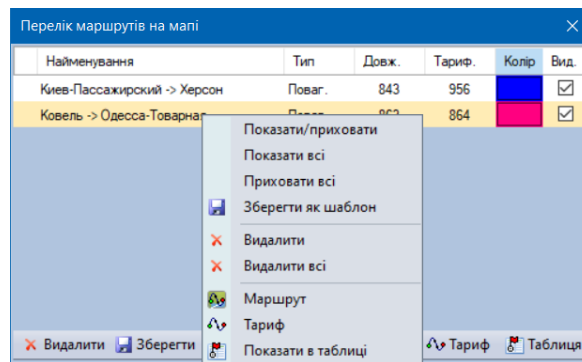 Перелік маршрутів на мапі
Найменування Тип Довж. Тариф. Колір Вид.
Киев-Пассажирский -> Херсон Поваг. 843 956
Ковель -> Одесса-Товарная 864
Показати/приховати
Показати всі
Приховати всі
Зберегти як шаблон
Видалити
Видалити всі
Маршрут
Тариф
Показати в таблиці
Видалити Зберегти Тариф Таблиця